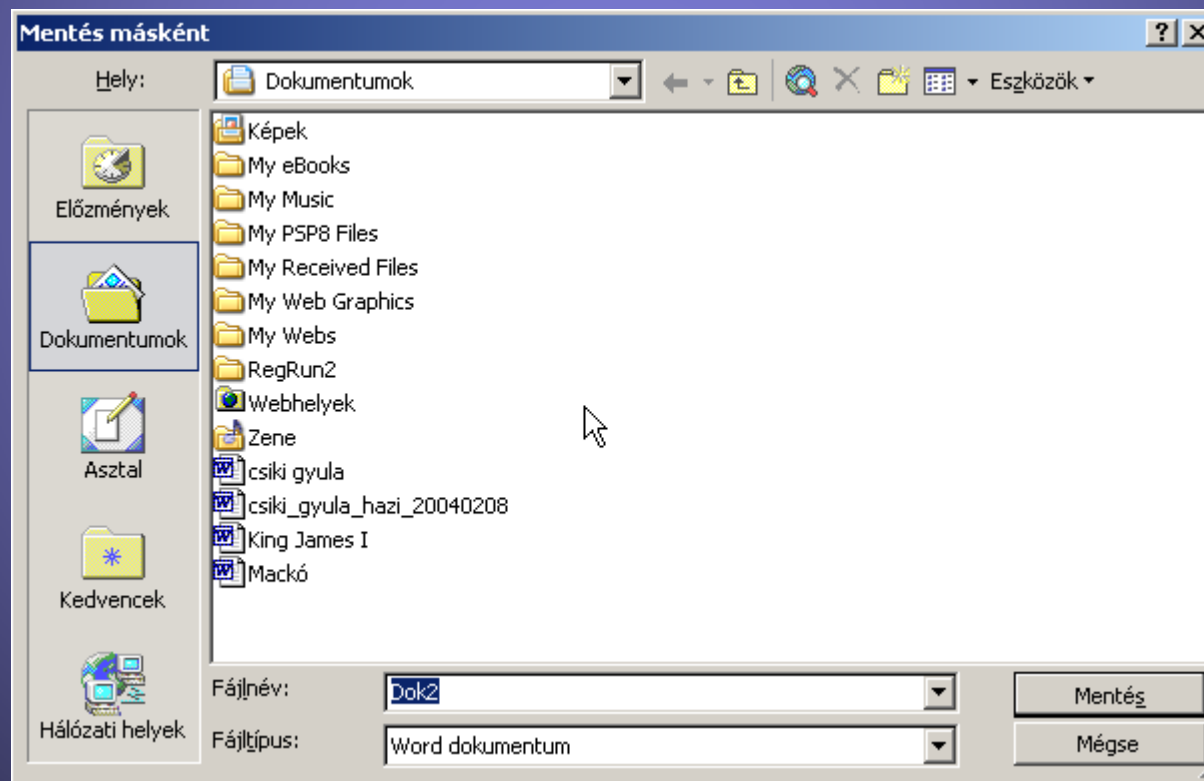 Mentés másként
Hely:
Dokumentumok
Eszközök
Előzmények
Dokumentumok
Asztal
Kedvencek
Hálózati helyek
Képek
My eBooks
My Music
My PSP8 Files
My Received Files
My Web Graphics
My Webs
RegRun2
Webhelyek
Zene
csiki gyula
csiki_gyula_hazi_20040208
King James I
Mackó
Fájlnév:
Dok2
Mentés
Fájltípus:
Word dokumentum
Mégse